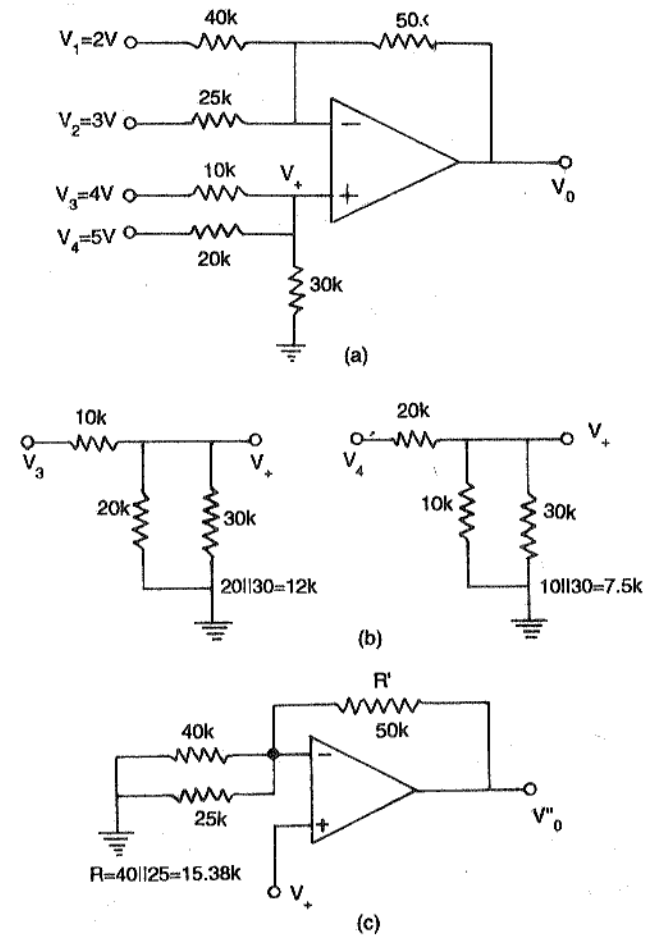 40k
50.<
V1=2V
25k
V2=3V
−
10k
V+
V3=4V
+
V0
V4=5V
20k
30k
(a)
10k
20k
V3
V+
V4
V+
20k
30k
10k
30k
20||30=12k
10||30=7.5k
(b)
R'
40k
50k
−
25k
+
V"0
R=40||25=15.38k
V+
(c)